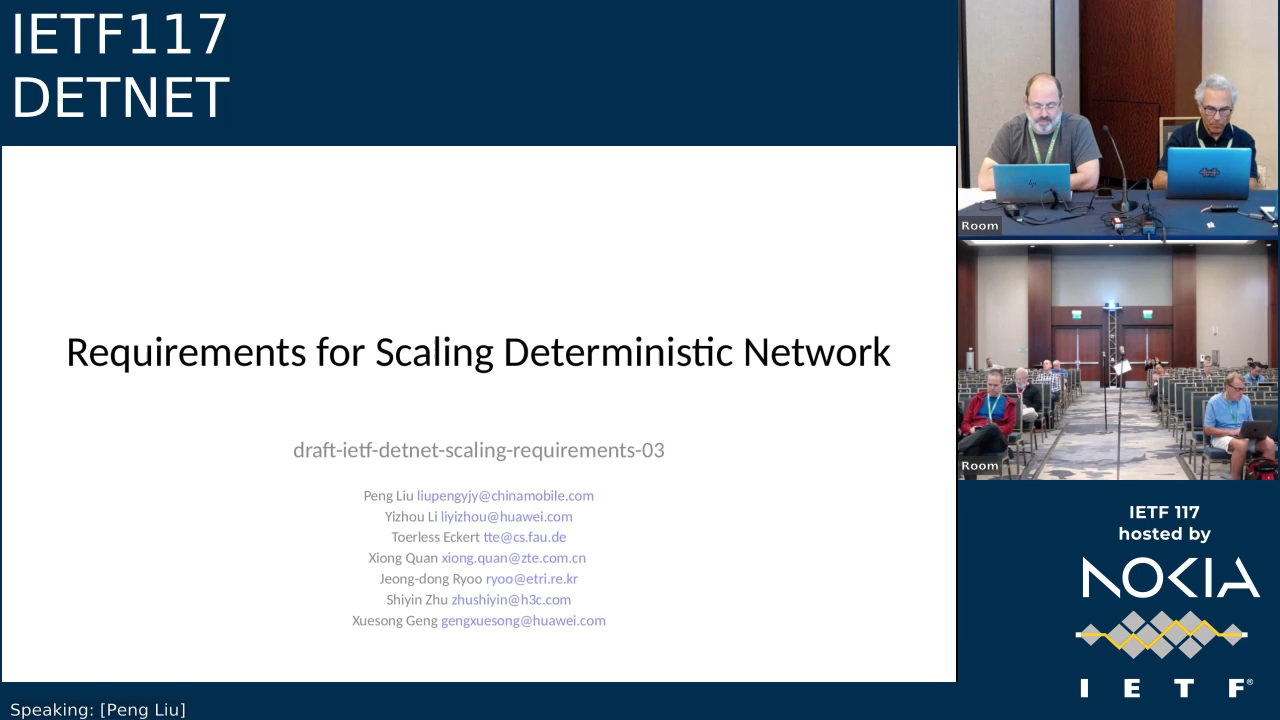 IETF117
DETNET
Requirements for Scaling Deterministic Network
draft-ietf-detnet-scaling-requirements-03
Peng Liu liupengyjy@chinamobile.com
Yizhou Li liyizhou@huawei.com
Toerless Eckert tte@cs.fau.de
Xiong Quan xiong.quan@zte.com.cn
Jeong-dong Ryoo ryoo@etri.re.kr
Shiyin Zhu zhushiyin@h3c.com
Xuesong Geng gengxuesong@huawei.com
Speaking: [Peng Liu]
Room
Room
IETF 117
hosted by
NOKIA
I E T F®